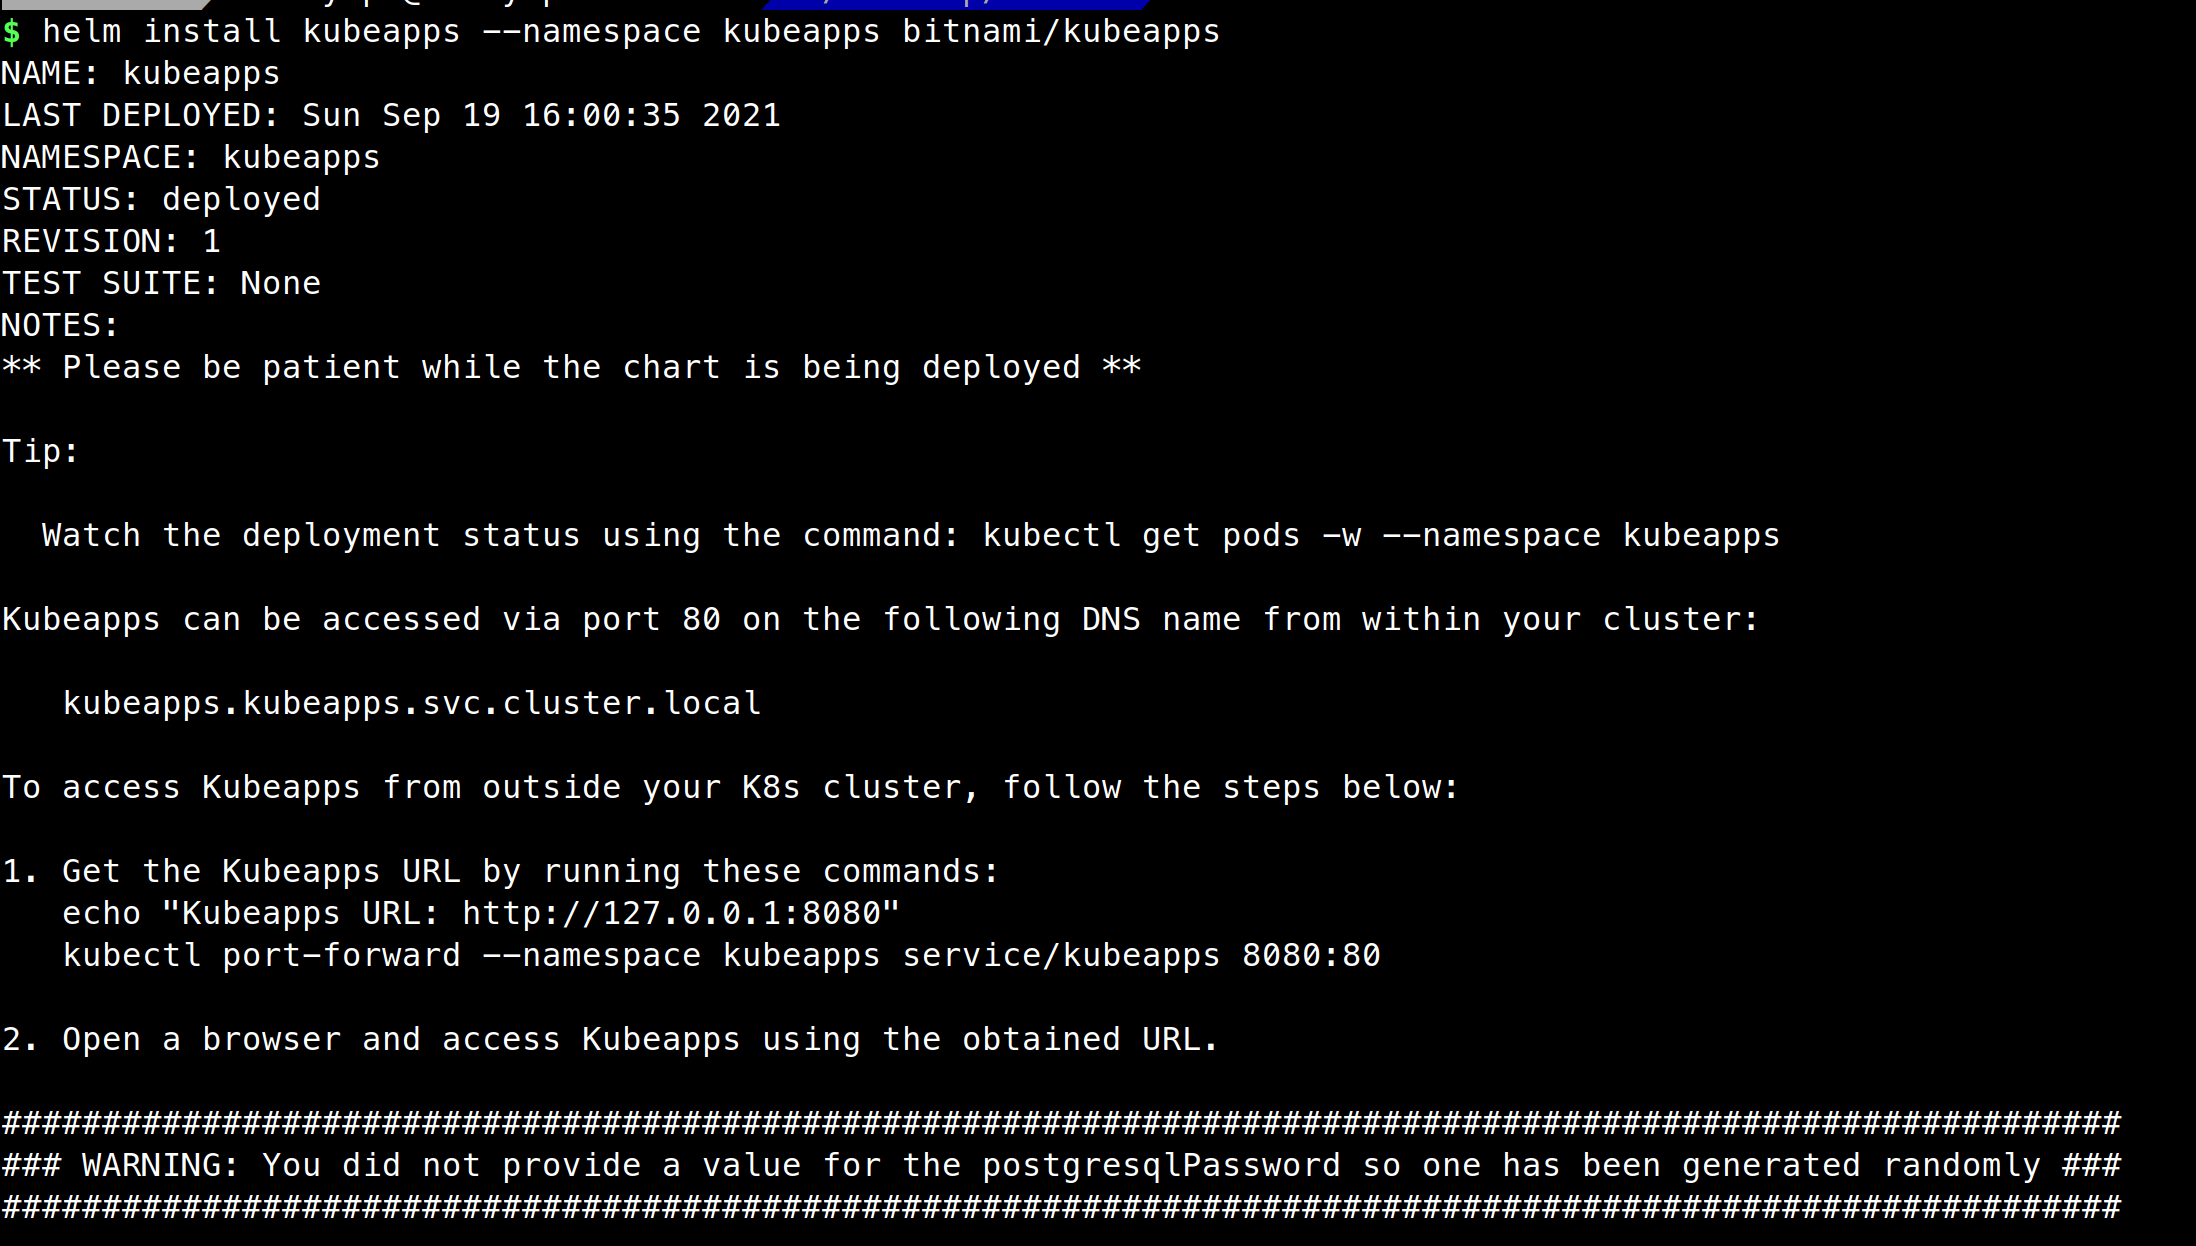 $ helm install kubeapps --namespace kubeapps bitnami/kubeapps
NAME: kubeapps
LAST DEPLOYED: Sun Sep 19 16:00:35 2021
NAMESPACE: kubeapps
STATUS: deployed
REVISION: 1
TEST SUITE: None
NOTES:
** Please be patient while the chart is being deployed **
Tip:
Watch the deployment status using the command: kubectl get pods -w --namespace kubeapps
Kubeapps can be accessed via port 80 on the following DNS name from within your cluster:
kubeapps.kubeapps.svc.cluster.local
To access Kubeapps from outside your K8s cluster, follow the steps below:
1. Get the Kubeapps URL by running these commands:
echo "Kubeapps URL: http://127.0.0.1:8080"
kubectl port-forward --namespace kubeapps service/kubeapps 8080:80
2. Open a browser and access Kubeapps using the obtained URL.
##########################################################################################################
### WARNING: You did not provide a value for the postgresqlPassword so one has been generated randomly ###
##########################################################################################################